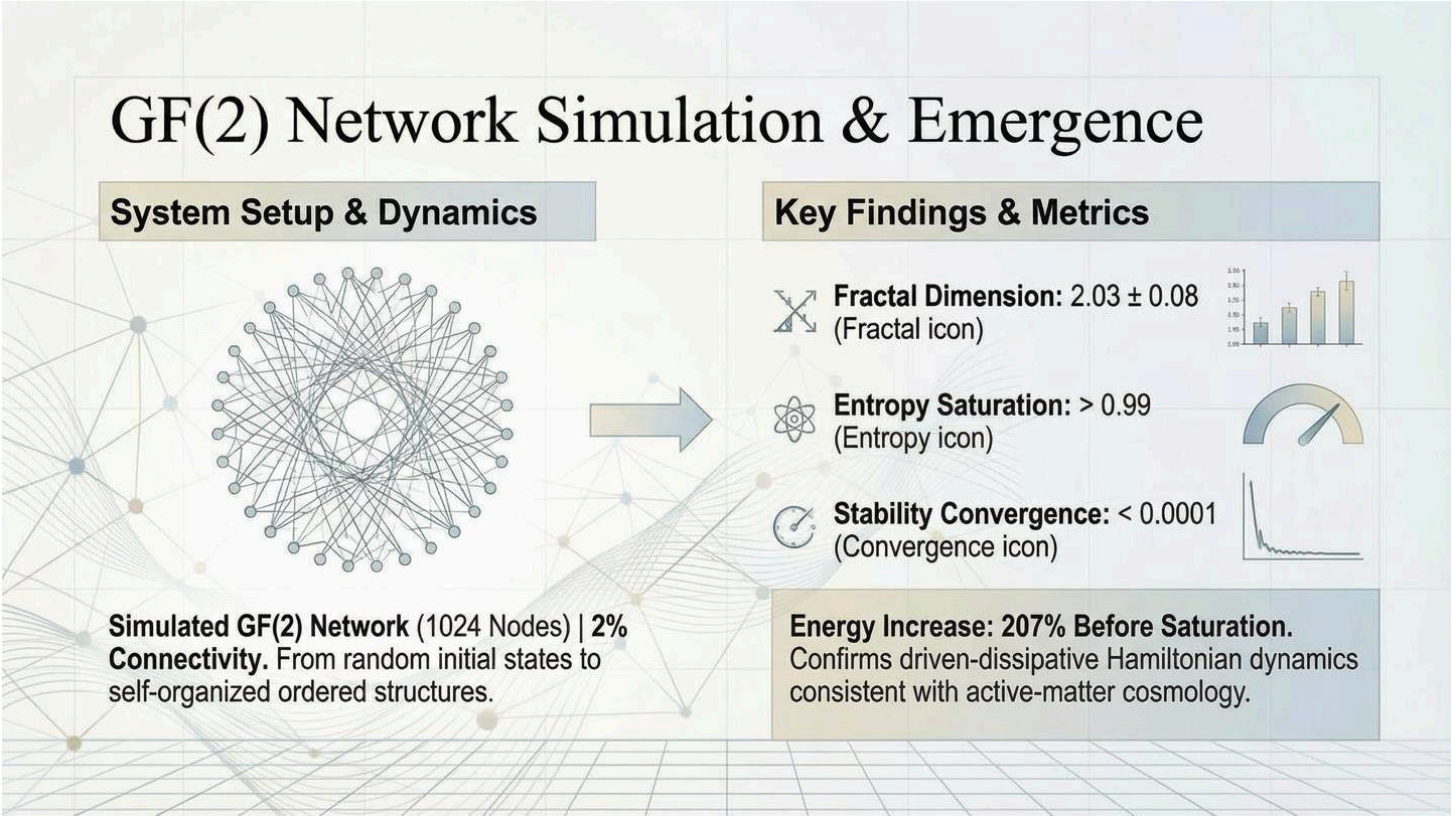 GF(2) Network Simulation & Emergence
System Setup & Dynamics
Simulated GF(2) Network (1024 Nodes) | 2%
Connectivity. From random initial states to
self-organized ordered structures.
Key Findings & Metrics
Fractal Dimension: 2.03 ± 0.08
(Fractal icon)
Entropy Saturation: > 0.99
(Entropy icon)
Stability Convergence: < 0.0001
(Convergence icon)
Energy Increase: 207% Before Saturation.
Confirms driven-dissipative Hamiltonian dynamics
consistent with active-matter cosmology.